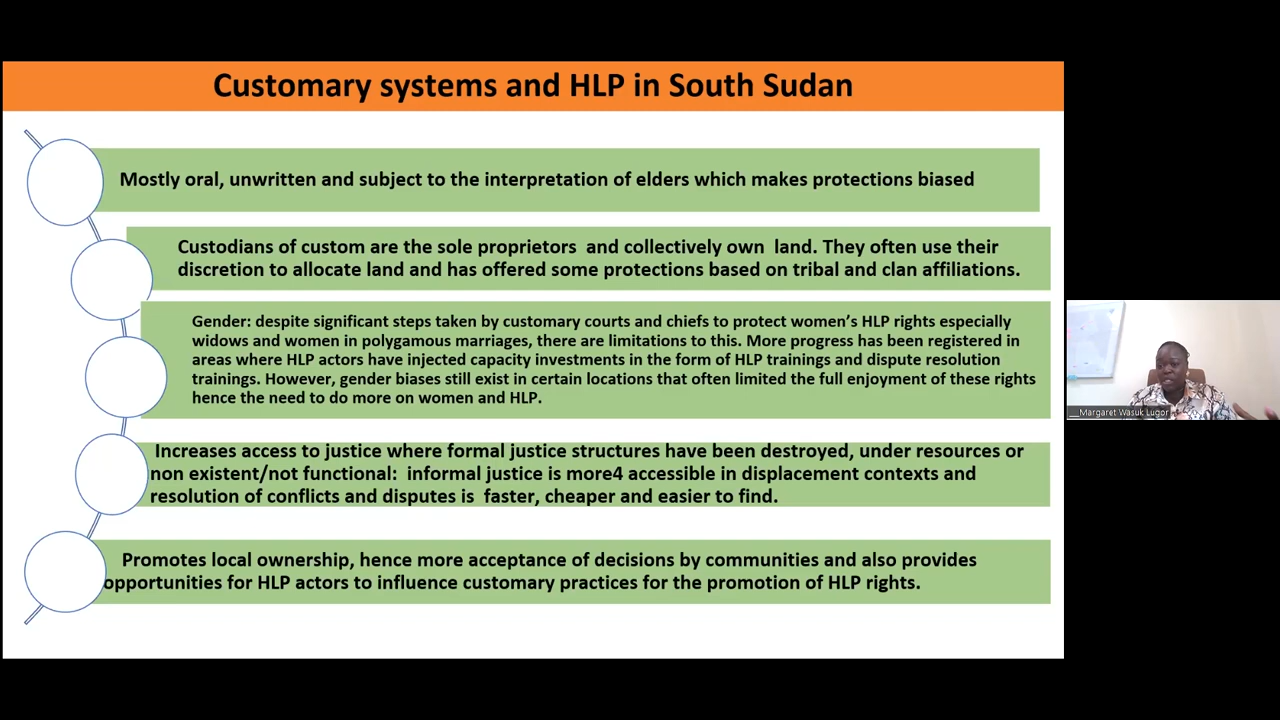 Customary systems and HLP in South Sudan
Mostly oral, unwritten and subject to the interpretation of elders which makes protections biased
Custodians of custom are the sole proprietors and collectively own land. They often use their
discretion to allocate land and has offered some protections based on tribal and clan affiliations.
Gender: despite significant steps taken by customary courts and chiefs to protect women's HLP rights especially
widows and women in polygamous marriages, there are limitations to this. More progress has been registered in
areas where HLP actors have injected capacity investments in the form of HLP trainings and dispute resolution
trainings. However, gender biases still exist in certain locations that often limited the full enjoyment of these rights
hence the need to do more on women and HLP.
Increases access to justice where formal justice structures have been destroyed, under resources or
non existent/not functional: informal justice is more4 accessible in displacement contexts and
resolution of conflicts and disputes is faster, cheaper and easier to find.
Promotes local ownership, hence more acceptance of decisions by communities and also provides
opportunities for HLP actors to influence customary practices for the promotion of HLP rights.
__Margaret Wasuk Lugor